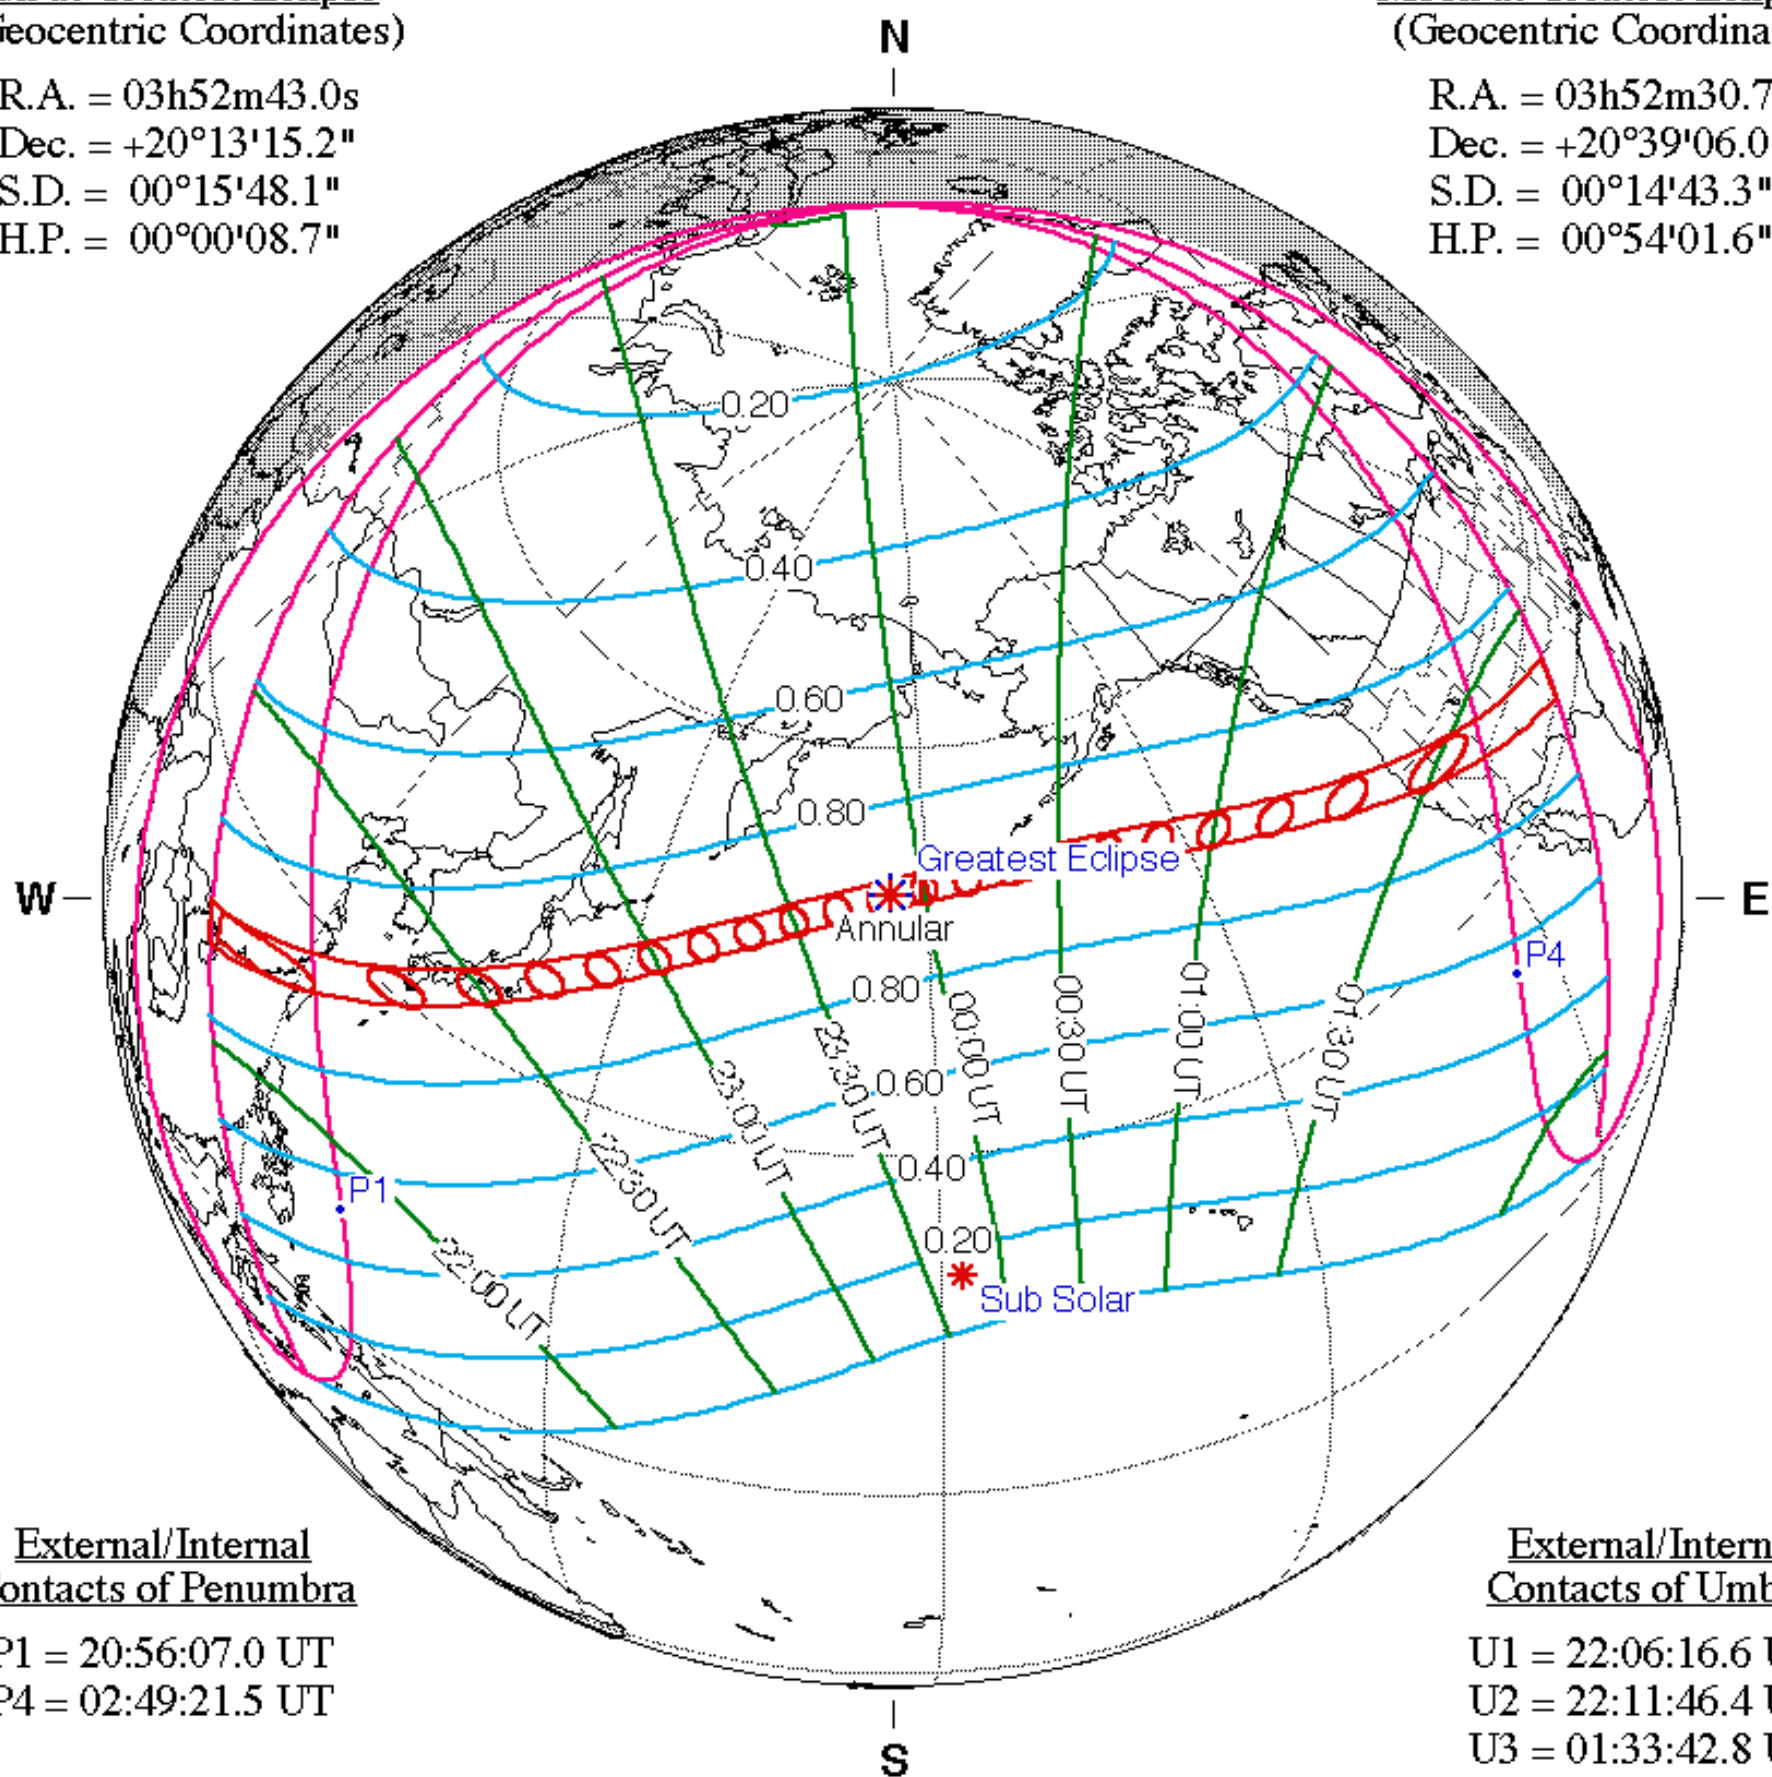 (Geocentric Coordinates)
R.A. = 03h52m43.0s
Dec. = +20°13'15.2"
S.D. = 00°15'48.1"
H.P. = 00°00'08.7"
N
(Geocentric Coordina
R.A. = 03h52m30.7
Dec. = +20°39'06.0
S.D. = 00°14'43.3"
H.P. = 00°54'01.6"
0.20
0.40
0.60
0.80
Greatest Eclipse
W
E
Annular
P4
0.80
0.60
0.40
0.20
P1
22:00 UT
22:30 UT
23:00 UT
23:30 UT
00:00 UT
00:30 UT
01:00 UT
01:30 UT
Sub Solar
External/Internal
ontacts of Penumbra
P1 = 20:56:07.0 UT
P4 = 02:49:21.5 UT
S
External/Intern
Contacts of Umb
U1 = 22:06:16.6 U
U2 = 22:11:46.4 U
U3 = 01:33:42.8 U